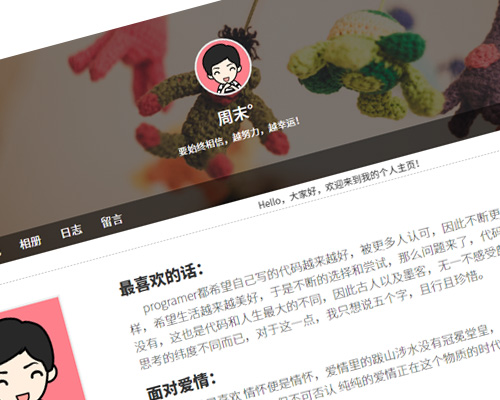 周末°
要始终相信，越努力，越幸运！
相册 日志 留言
Hello，大家好，欢迎来到我的个人主页！
最喜欢的话：
programer都希望自己写的代码越来越好，被更多人认可，因此不断更
样，希望生活越来越美好，于是不断的选择和尝试，那么问题来了，代码
没有，这也是代码和人生最大的不同，因此古人以及墨客，无一不感受
思考的纬度不同而已，对于这一点，我只想说五个字，且行且珍惜。
面对爱情：
喜欢 情怀便是情怀，爱情里的跋山涉水没有冠冕堂皇，
不可否认 纯纯的爱情正在这个物质的时代